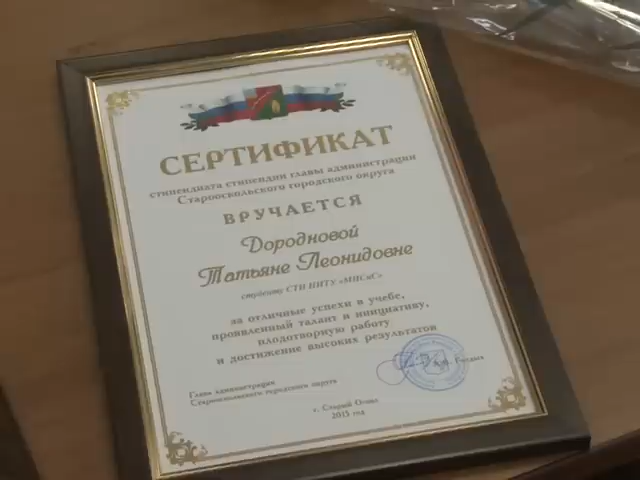 СЕРТИФИКАТ
стипендиата стипендии главы администрации
Старооскольского городского округа
ВРУЧАЕТСЯ
Дородновой
Татьяне Леонидовне
студенту СТИ НИТУ «МИСиС»
за отличные успехи в учебе,
проявленный талант и инициативу,
плодотворную работу
и достижение высоких результатов
Глава администрации
Старооскольского городского округа
г. Старый Оскол
2015 год